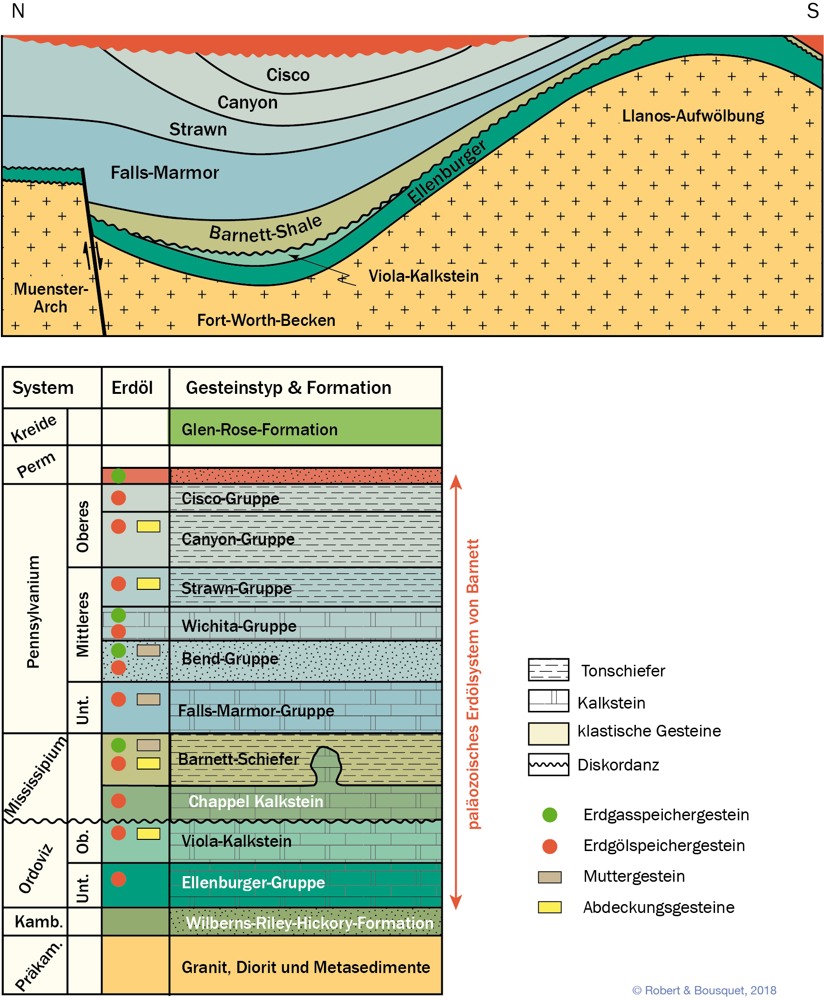 N
S
Cisco
Canyon
Strawn
Falls-Marmor
Barnett-Shale
Ellenburger
Llanos-Aufwölbung
Viola-Kalkstein
Muenster-
Arch
Fort-Worth-Becken
System
Erdöl
Gesteinstyp & Formation
Kreide
Glen-Rose-Formation
Perm
Pennsylvanium
Oberes
Cisco-Gruppe
Canyon-Gruppe
Mittleres
Strawn-Gruppe
Wichita-Gruppe
Bend-Gruppe
Unt.
Falls-Marmor-Gruppe
Mississipium
Barnett-Schiefer
Chappel Kalkstein
Ordoviz
Ob.
Viola-Kalkstein
Unt.
Ellenburger-Gruppe
Kamb.
Wilberns-Riley-Hickory-Formation
Präkam.
Granit, Diorit und Metasedimente
paläozoisches Erdölsystem von Barnett
Tonschiefer
Kalkstein
klastische Gesteine
Diskordanz
Erdgasspeichergestein
Erdgölspeichergestein
Muttergestein
Abdeckungsgesteine
© Robert & Bousquet, 2018